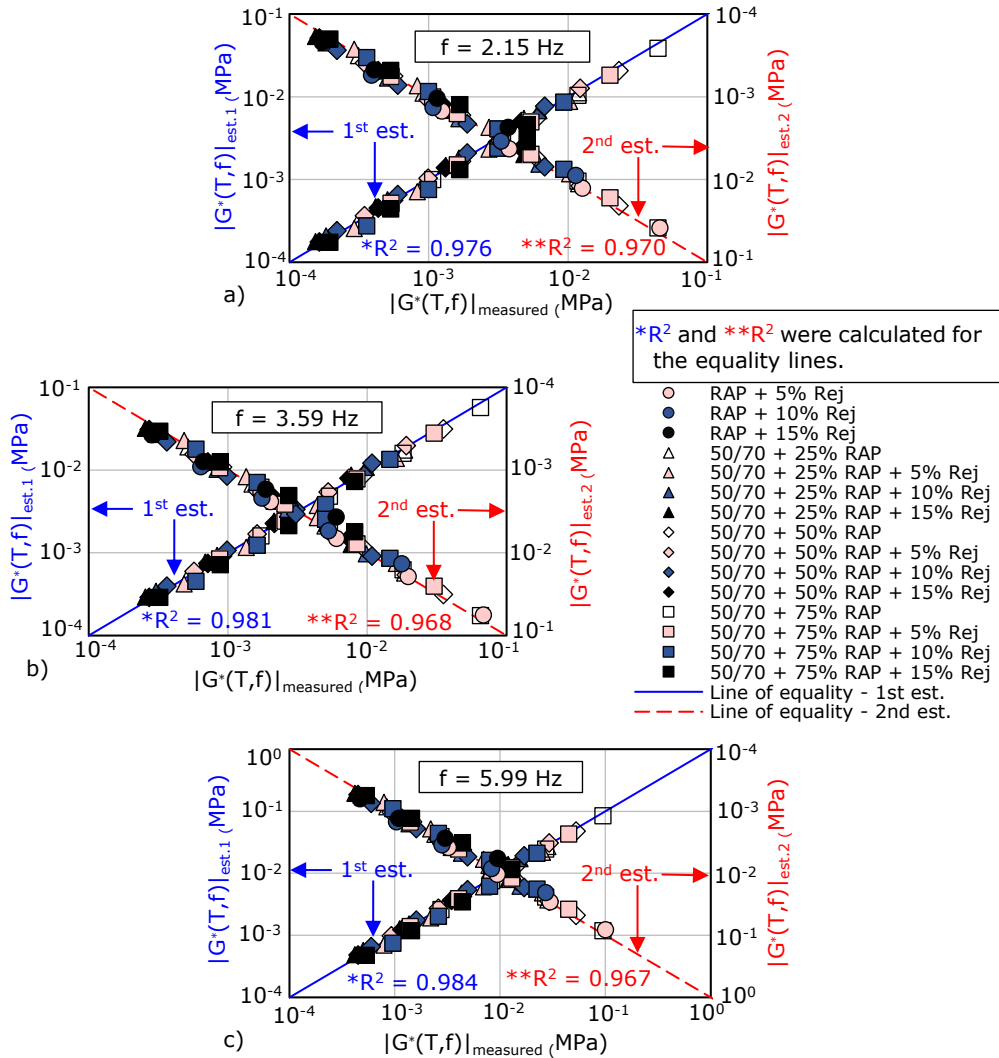 f = 2.15 Hz
|G*(T,f)|est.1 (MPa)
10⁻¹
10⁻²
10⁻³
10⁻⁴
1st est.
2nd est.
*R² = 0.976
**R² = 0.970
10⁻⁴
10⁻³
10⁻²
10⁻¹
|G*(T,f)|est.2 (MPa)
10⁻⁴
10⁻³
10⁻²
10⁻¹
a)
|G*(T,f)|measured (MPa)
*R² and **R² were calculated for
the equality lines.
RAP + 5% Rej
RAP + 10% Rej
RAP + 15% Rej
50/70 + 25% RAP
50/70 + 25% RAP + 5% Rej
50/70 + 25% RAP + 10% Rej
50/70 + 25% RAP + 15% Rej
50/70 + 50% RAP
50/70 + 50% RAP + 5% Rej
50/70 + 50% RAP + 10% Rej
50/70 + 50% RAP + 15% Rej
50/70 + 75% RAP
50/70 + 75% RAP + 5% Rej
50/70 + 75% RAP + 10% Rej
50/70 + 75% RAP + 15% Rej
Line of equality - 1st est.
Line of equality - 2nd est.
f = 3.59 Hz
|G*(T,f)|est.1 (MPa)
10⁻¹
10⁻²
10⁻³
10⁻⁴
1st est.
2nd est.
*R² = 0.981
**R² = 0.968
10⁻⁴
10⁻³
10⁻²
10⁻¹
|G*(T,f)|est.2 (MPa)
10⁻⁴
10⁻³
10⁻²
10⁻¹
b)
|G*(T,f)|measured (MPa)
f = 5.99 Hz
|G*(T,f)|est.1 (MPa)
10⁰
10⁻¹
10⁻²
10⁻³
10⁻⁴
1st est.
2nd est.
*R² = 0.984
**R² = 0.967
10⁻⁴
10⁻³
10⁻²
10⁻¹
10⁰
|G*(T,f)|est.2 (MPa)
10⁻⁴
10⁻³
10⁻²
10⁻¹
10⁰
c)
|G*(T,f)|measured (MPa)